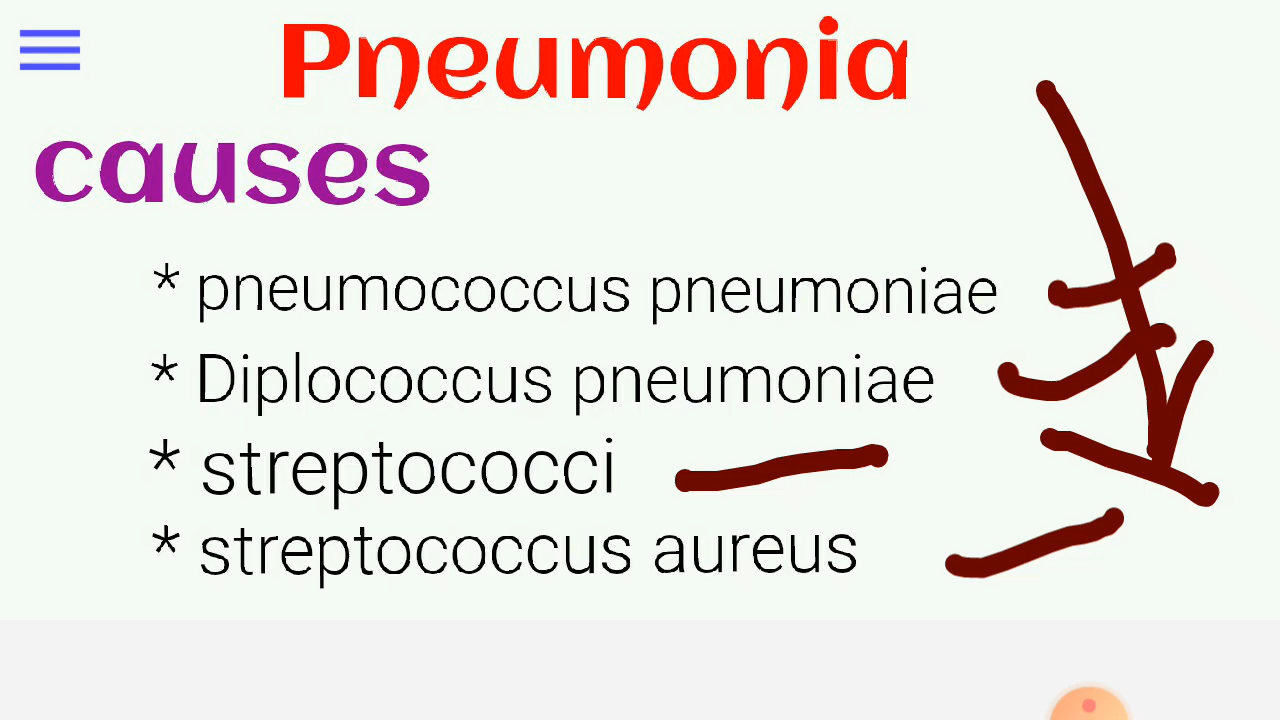 Pneumonia
causes
* pneumococcus pneumoniae
* Diplococcus pneumoniae
* streptococci
* streptococcus aureus